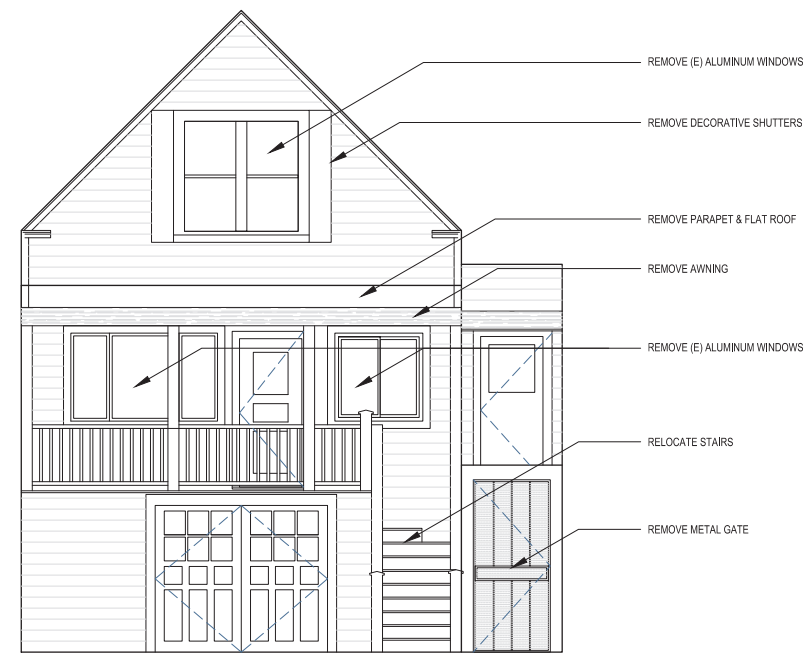 REMOVE (E) ALUMINUM WINDOWS
REMOVE DECORATIVE SHUTTERS
REMOVE PARAPET & FLAT ROOF
REMOVE AWNING
REMOVE (E) ALUMINUM WINDOWS
RELOCATE STAIRS
REMOVE METAL GATE